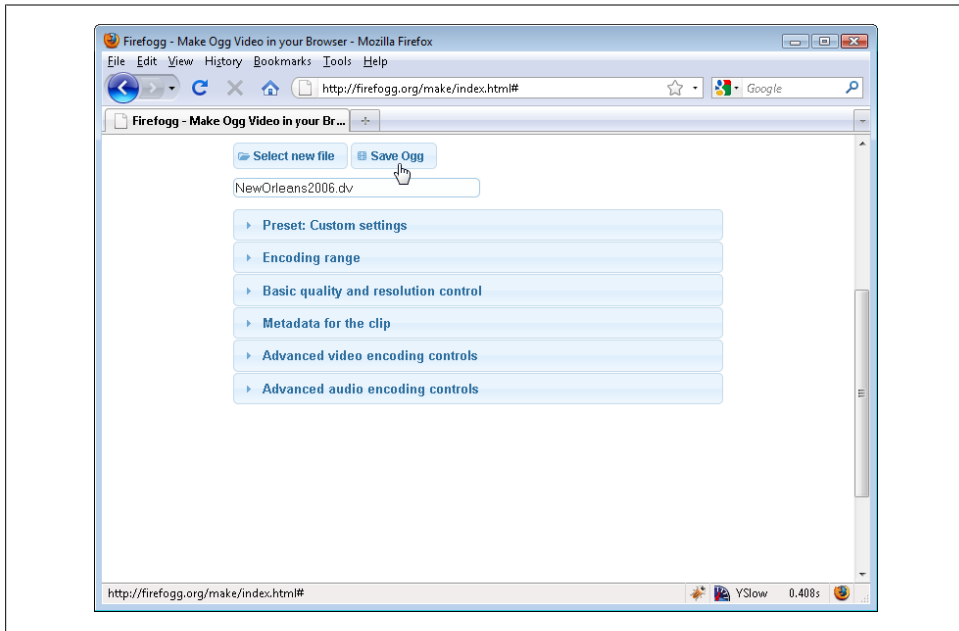 Firefogg - Make Ogg Video in your Browser - Mozilla Firefox
File Edit View History Bookmarks Tools Help
http://firefogg.org/make/index.html#
Google
Firefogg - Make Ogg Video in your Br...
Select new file
Save Ogg
NewOrleans2006.dv
Preset: Custom settings
Encoding range
Basic quality and resolution control
Metadata for the clip
Advanced video encoding controls
Advanced audio encoding controls
http://firefogg.org/make/index.html#
YSlow 0.408s